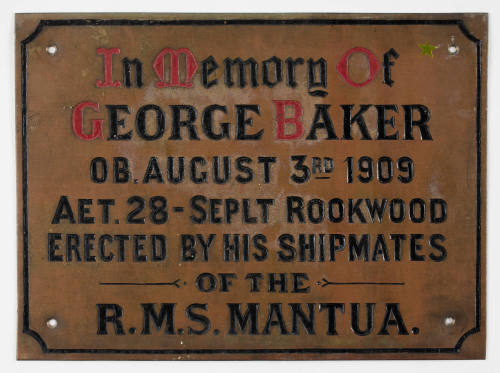 In Memory Of
GEORGE BAKER
OB. AUGUST 3RD 1909
AET. 28 - SEPLT ROOKWOOD
ERECTED BY HIS SHIPMATES
OF THE
R.M.S. MANTUA.